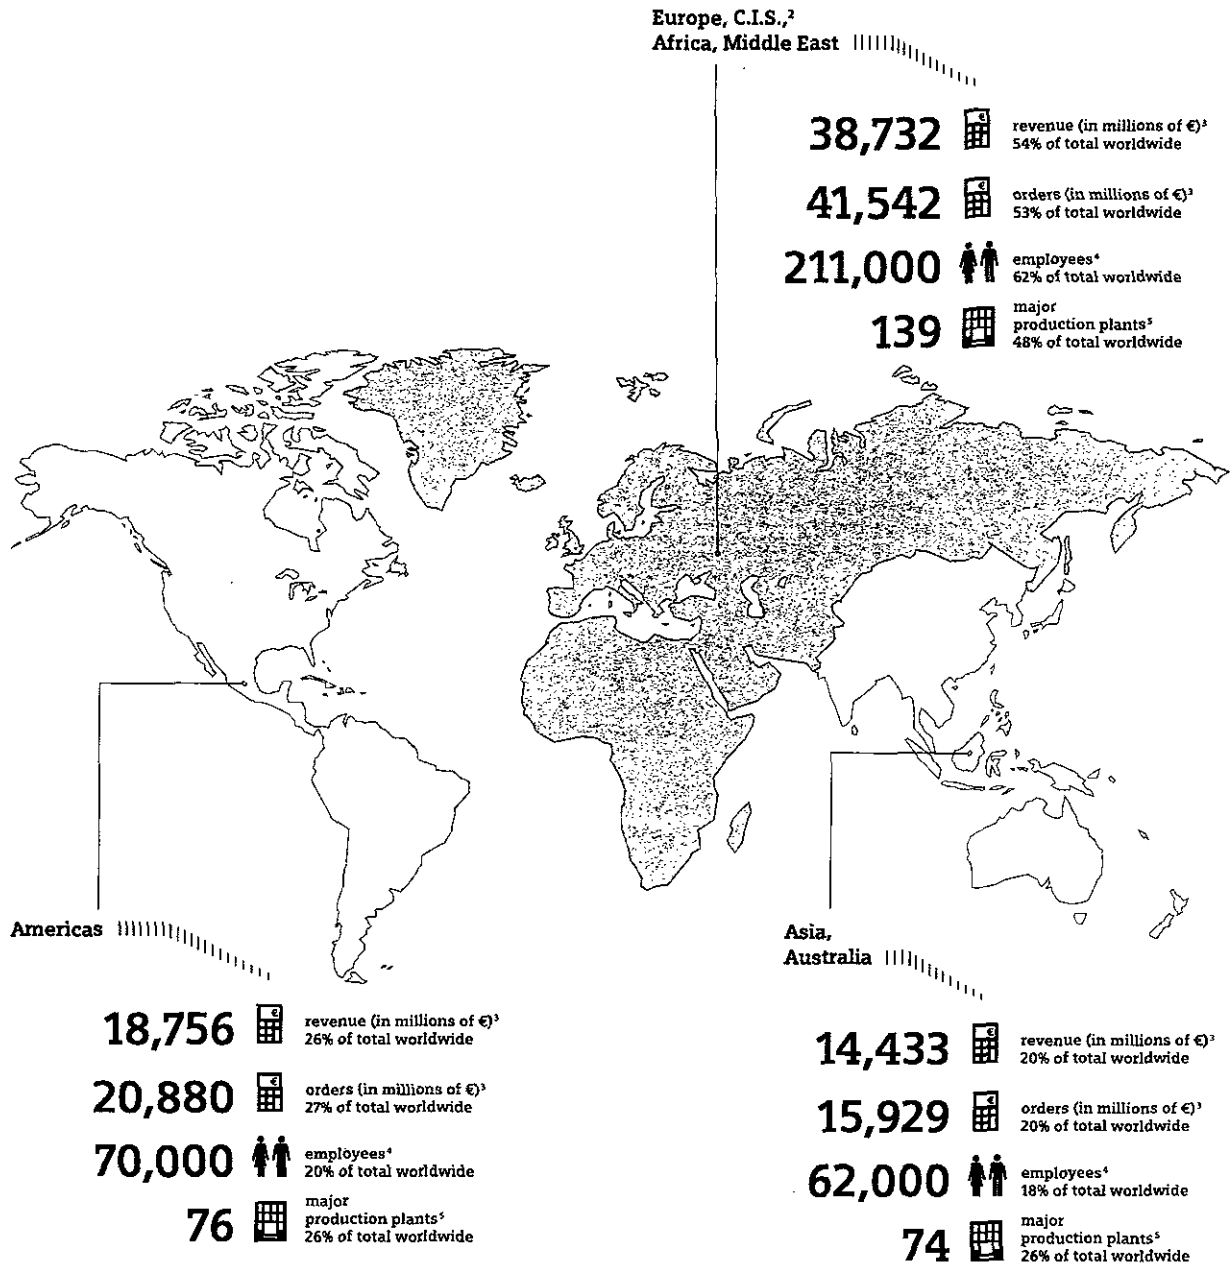 Europe, C.I.S.,²
Africa, Middle East
38,732
revenue (in millions of €)³
54% of total worldwide
41,542
orders (in millions of €)³
53% of total worldwide
211,000
employees⁴
62% of total worldwide
139
major
production plants⁵
48% of total worldwide
Americas
18,756
revenue (in millions of €)³
26% of total worldwide
20,880
orders (in millions of €)³
27% of total worldwide
70,000
employees⁴
20% of total worldwide
76
major
production plants⁵
26% of total worldwide
Asia,
Australia
14,433
revenue (in millions of €)³
20% of total worldwide
15,929
orders (in millions of €)³
20% of total worldwide
62,000
employees⁴
18% of total worldwide
74
major
production plants⁵
26% of total worldwide